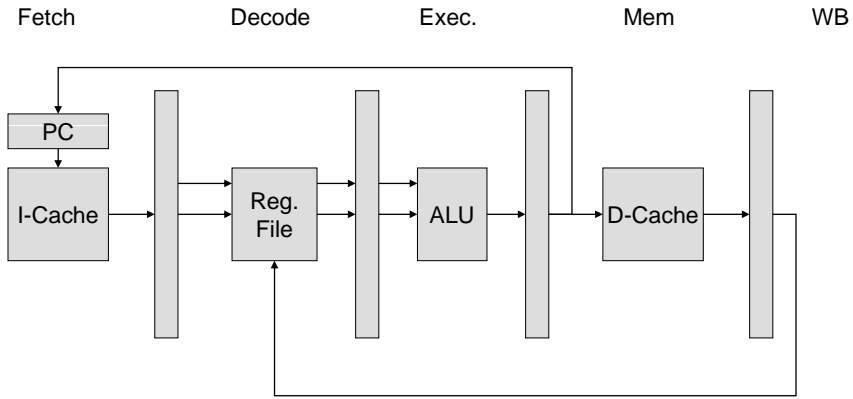 Fetch Decode Exec. Mem WB
PC
I-Cache
Reg.
File
ALU
D-Cache